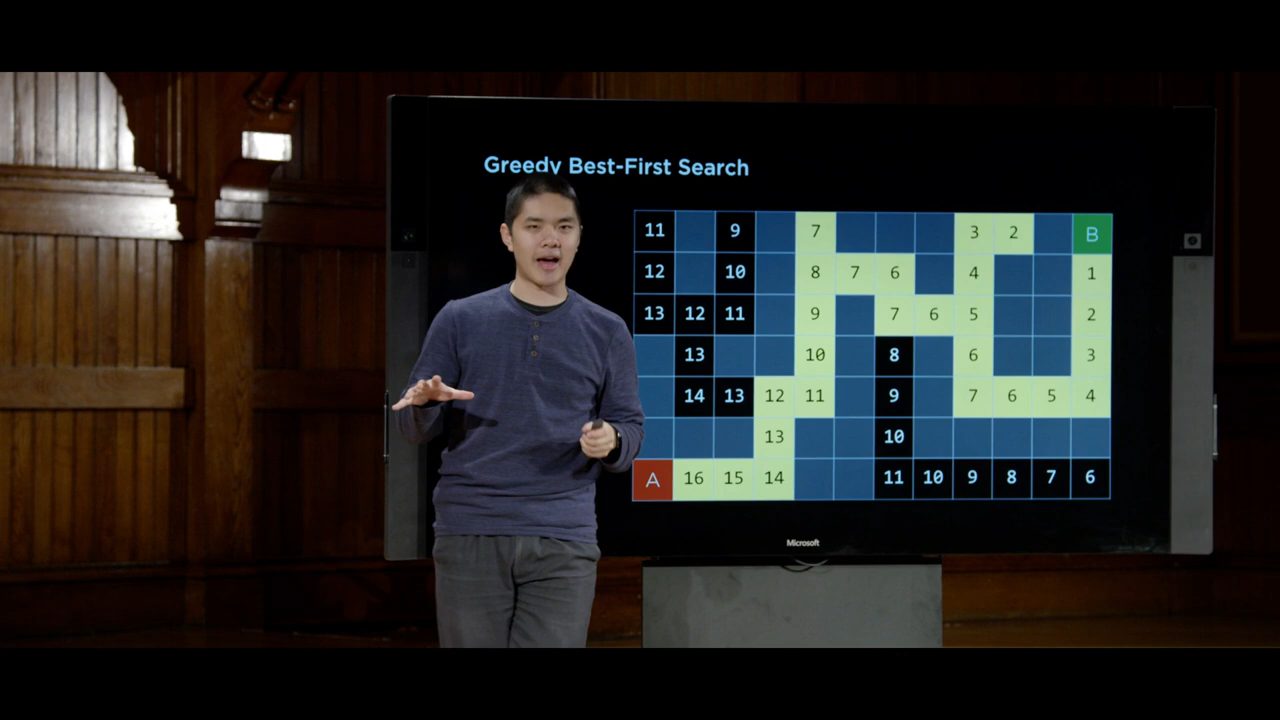 Greedy Best-First Search
11 9 7 3 2 B
12 10 8 7 6 4 1
13 12 11 9 7 6 5 2
13 10 8 6 3
14 13 12 11 9 7 6 5 4
13 10
A 16 15 14 11 10 9 8 7 6
Microsoft